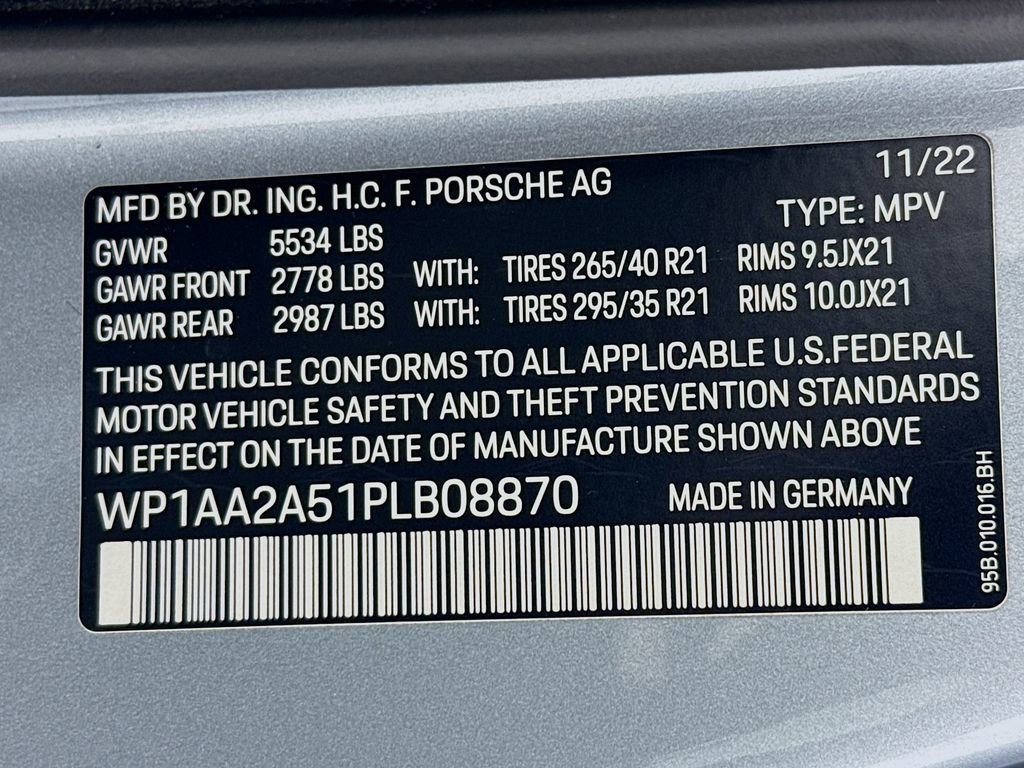 MFD BY DR. ING. H.C. F. PORSCHE AG 11/22
TYPE: MPV
GVWR 5534 LBS
GAWR FRONT 2778 LBS WITH: TIRES 265/40 R21 RIMS 9.5JX21
GAWR REAR 2987 LBS WITH: TIRES 295/35 R21 RIMS 10.0JX21
THIS VEHICLE CONFORMS TO ALL APPLICABLE U.S.FEDERAL
MOTOR VEHICLE SAFETY AND THEFT PREVENTION STANDARDS
IN EFFECT ON THE DATE OF MANUFACTURE SHOWN ABOVE
WP1AA2A51PLB08870 MADE IN GERMANY
95B.010.016.BH